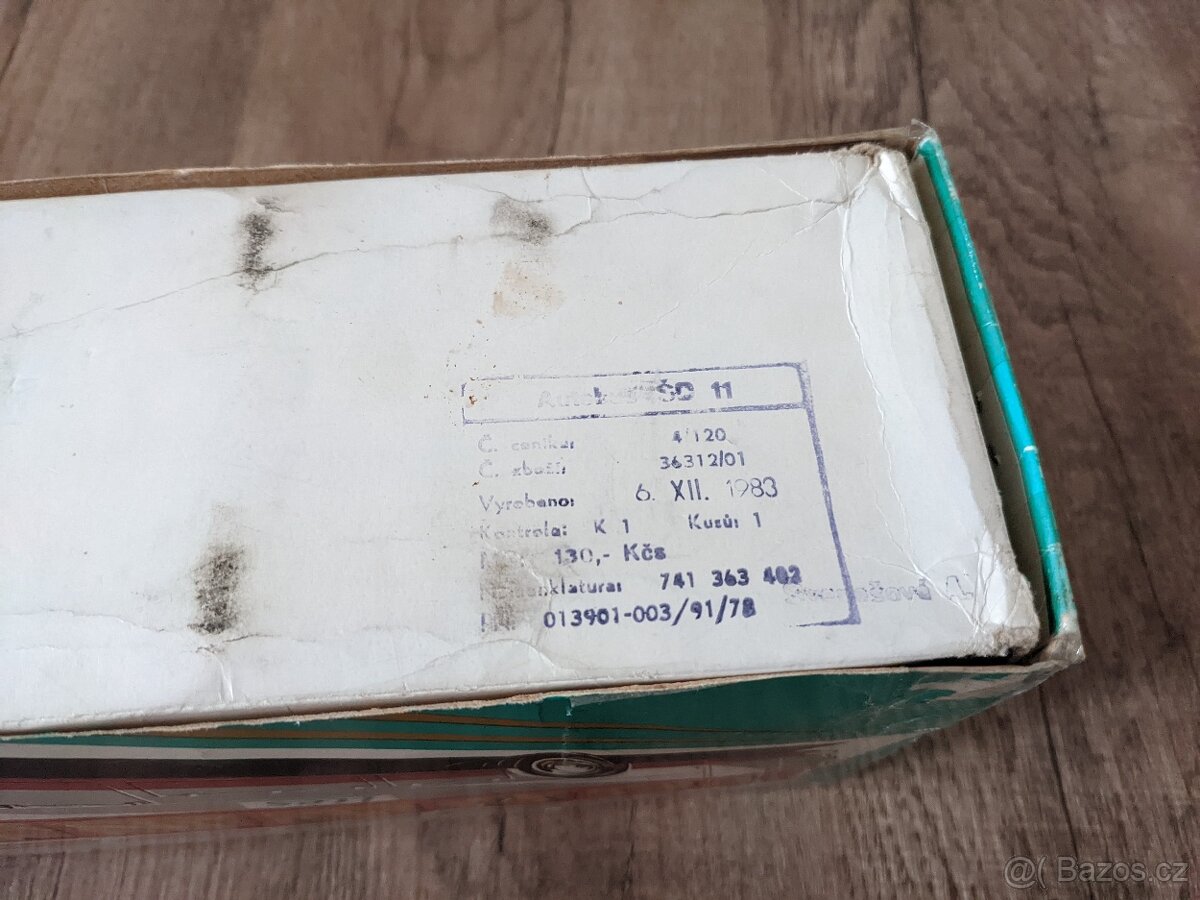 Autobus ŠD 11
Č. ceníku: 4/120
Č. zboží: 36312/01
Vyrobeno: 6. XII. 1983
Kontrola: K 1 Kusů: 1
130,- Kčs
Nomenklatura: 741 363 402
013901-003/91/78
@( Bazos.cz